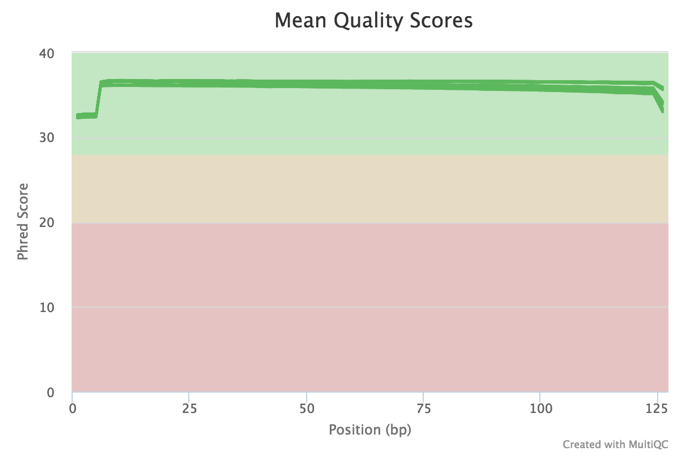 Mean Quality Scores
40
30
20
10
0
Phred Score
0 25 50 75 100 125
Position (bp)
Created with MultiQC